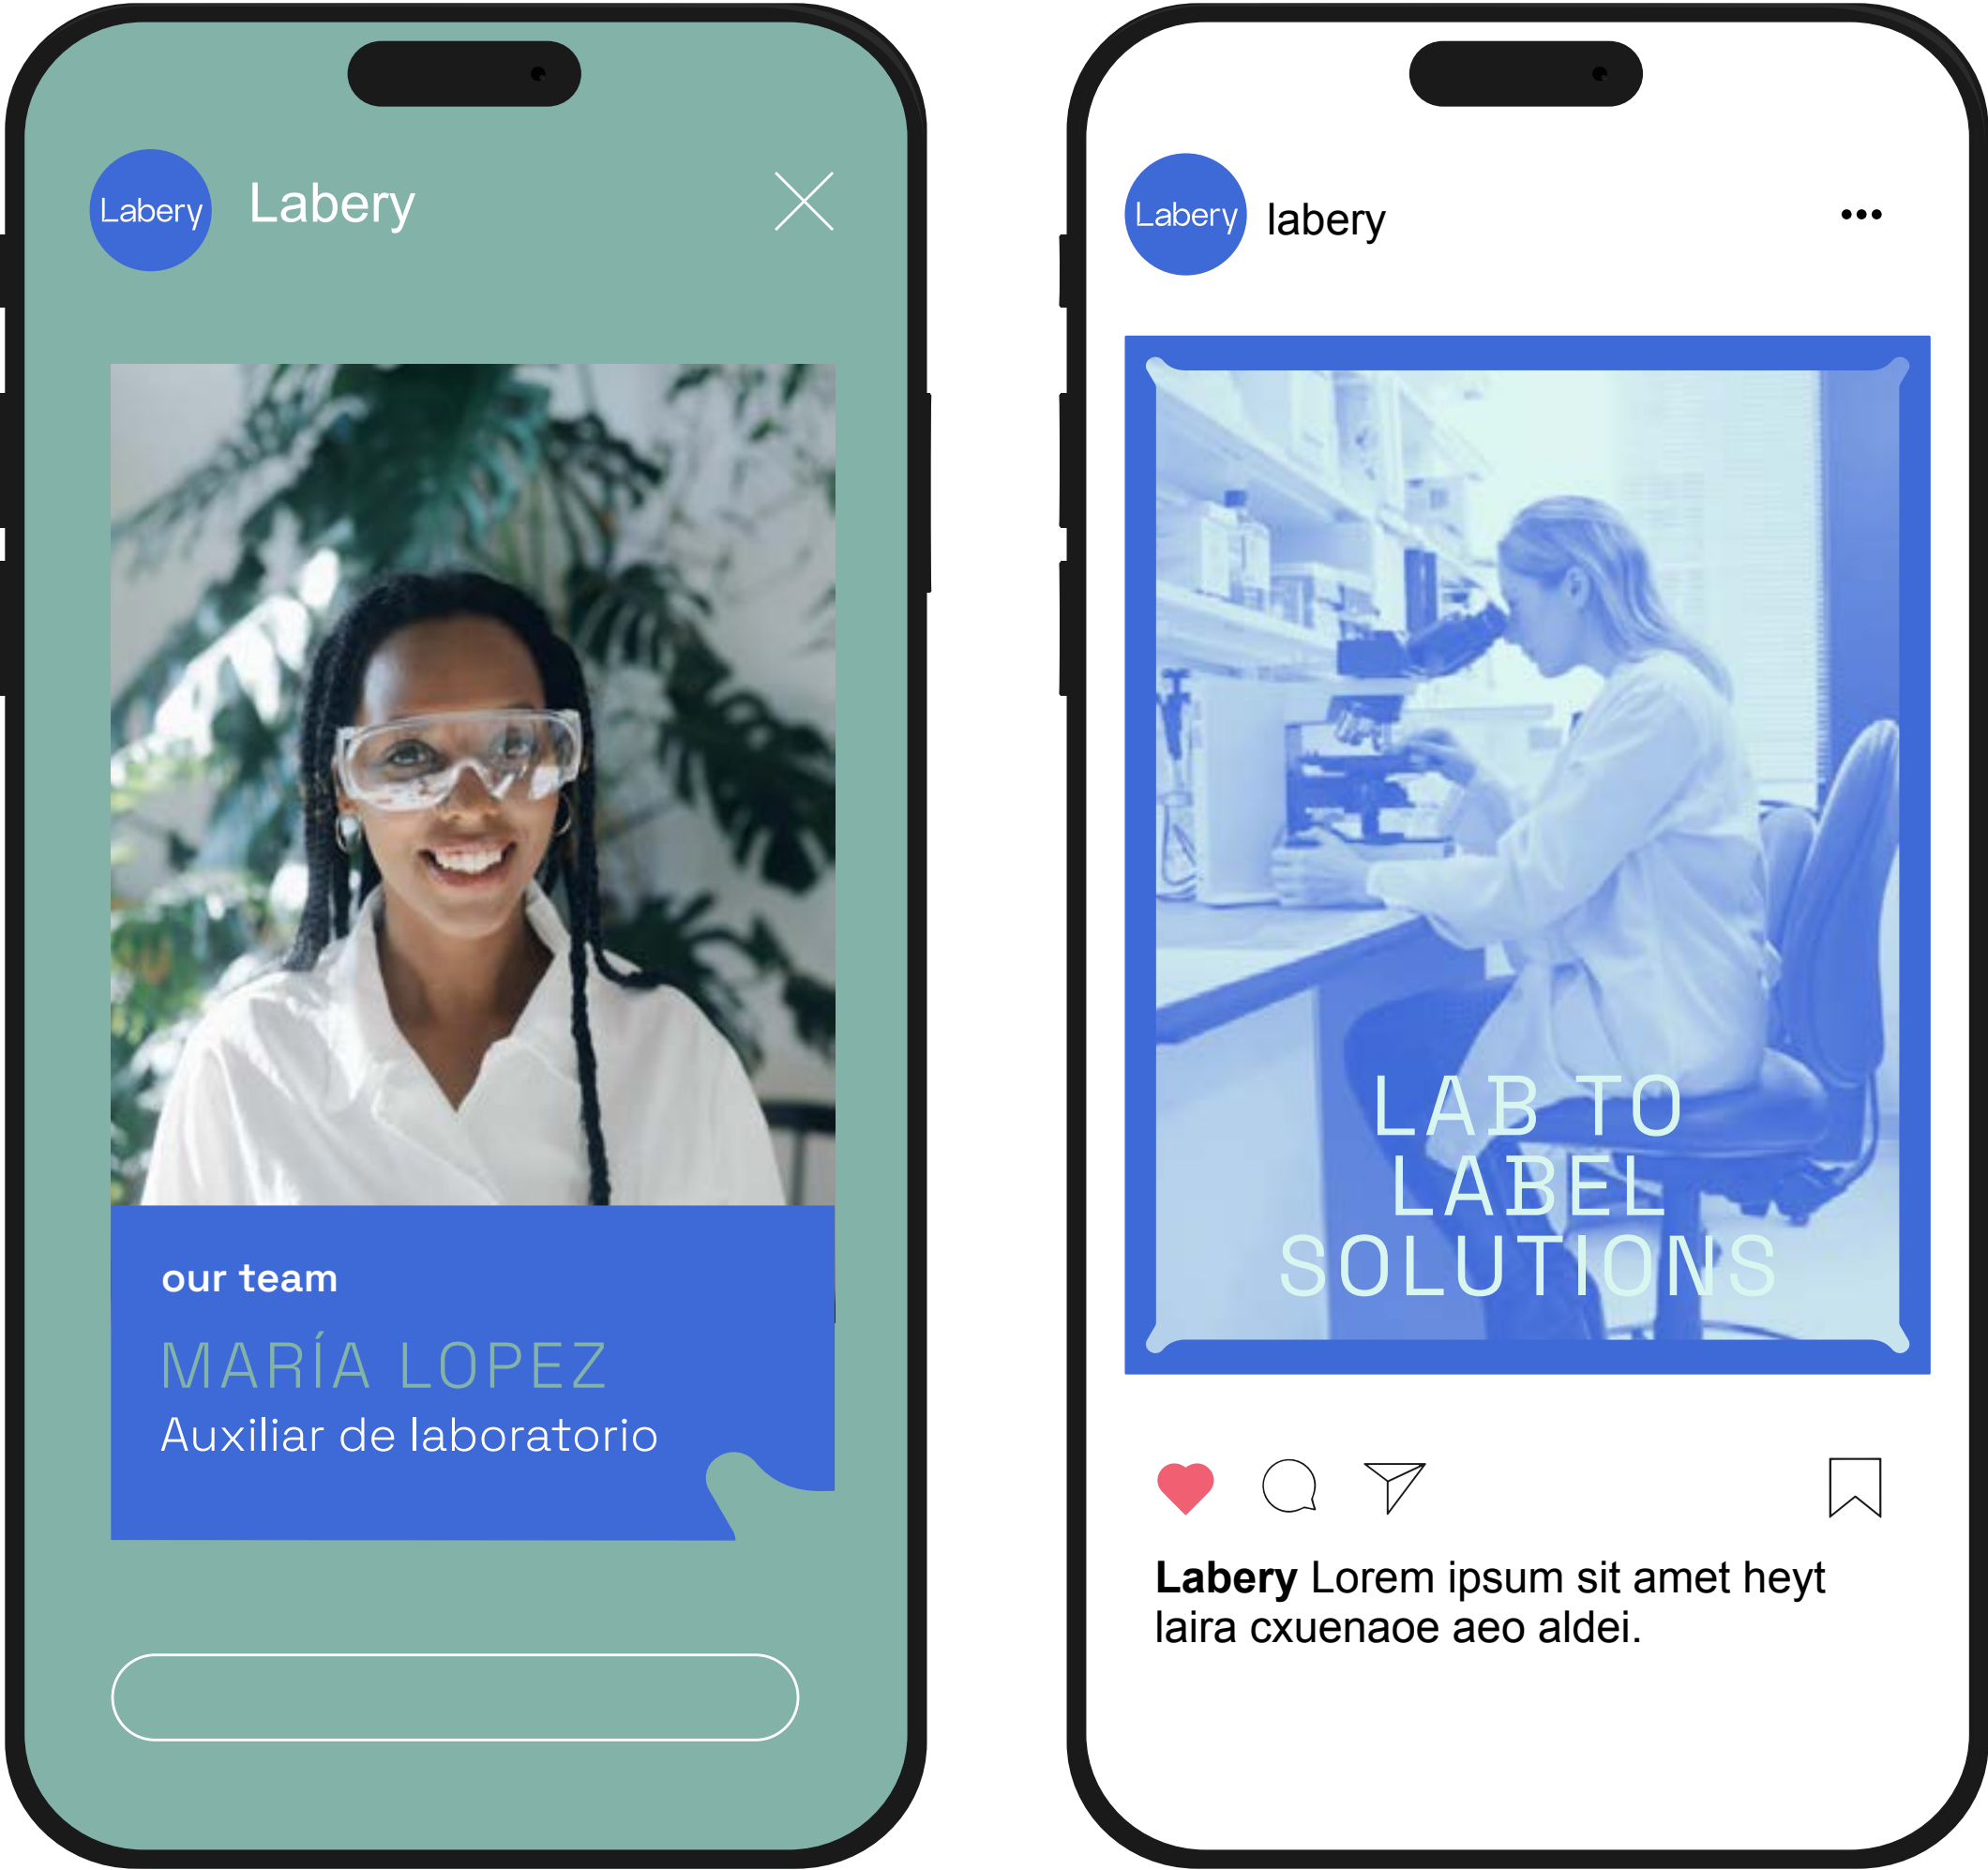 Labery
Labery
our team
MARÍA LOPEZ
Auxiliar de laboratorio
Labery
labery
LAB TO
LABEL
SOLUTIONS
Labery Lorem ipsum sit amet heyt
laira cxuenaoe aeo aldei.